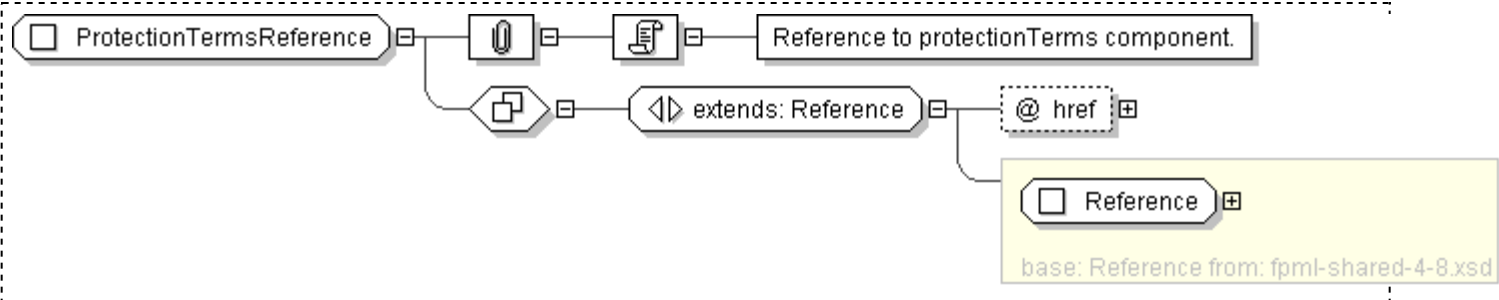 ProtectionTermsReference
Reference to protectionTerms component.
extends: Reference
@ href
Reference
base: Reference from: fpml-shared-4-8.xsd